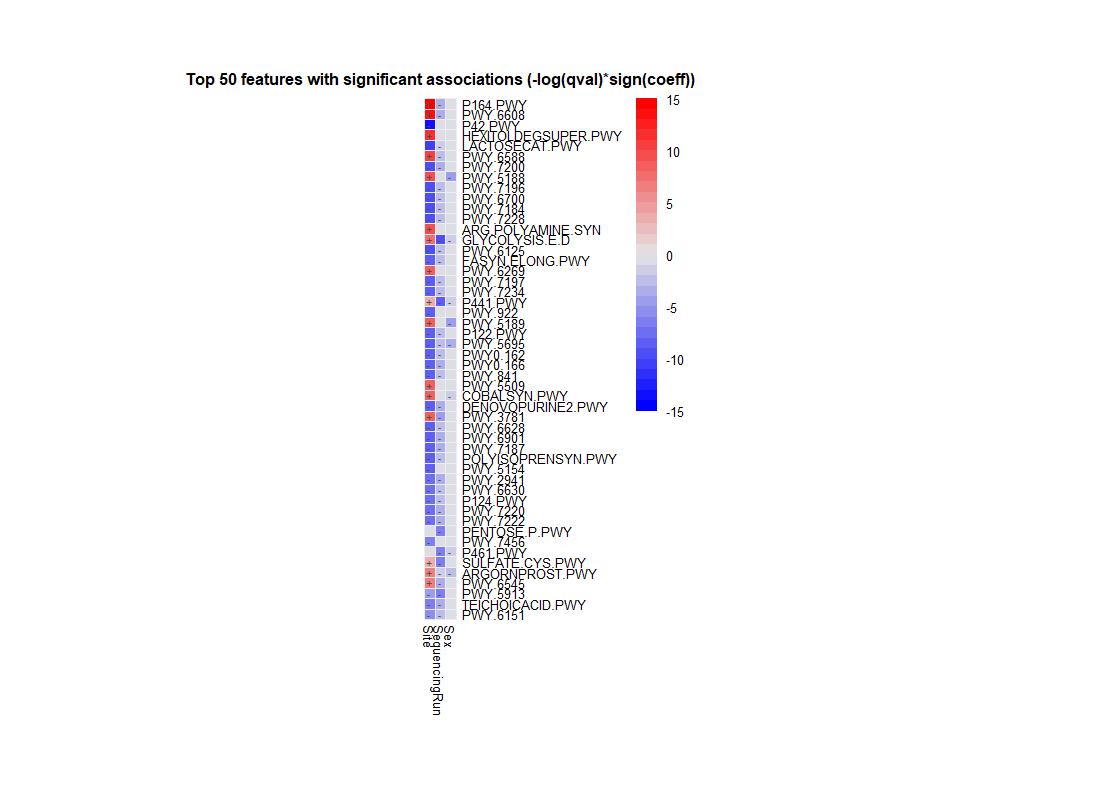 Top 50 features with significant associations (-log(qval)*sign(coeff))
P164.PWY
PWY.6608
P42.PWY
HEXITOLDEGSUPER.PWY
LACTOSECAT.PWY
PWY.6588
PWY.7200
PWY.5188
PWY.7196
PWY.6700
PWY.7184
PWY.7228
ARG.POLYAMINE.SYN
GLYCOLYSIS.E.D
PWY.6125
FASYN.ELONG.PWY
PWY.6269
PWY.7197
PWY.7234
P441.PWY
PWY.922
PWY.5189
P122.PWY
PWY.5695
PWY0.162
PWY0.166
PWY.841
PWY.5509
COBALSYN.PWY
DENOVOPURINE2.PWY
PWY.3781
PWY.6628
PWY.6901
PWY.7187
POLYISOPRENSYN.PWY
PWY.5154
PWY.2941
PWY.6630
P124.PWY
PWY.7220
PWY.7222
PENTOSE.P.PWY
PWY.7456
P461.PWY
SULFATE.CYS.PWY
ARGORNPROST.PWY
PWY.6545
PWY.5913
TEICHOICACID.PWY
PWY.6151
Site
SequencingRun
Sex
15
10
5
0
-5
-10
-15